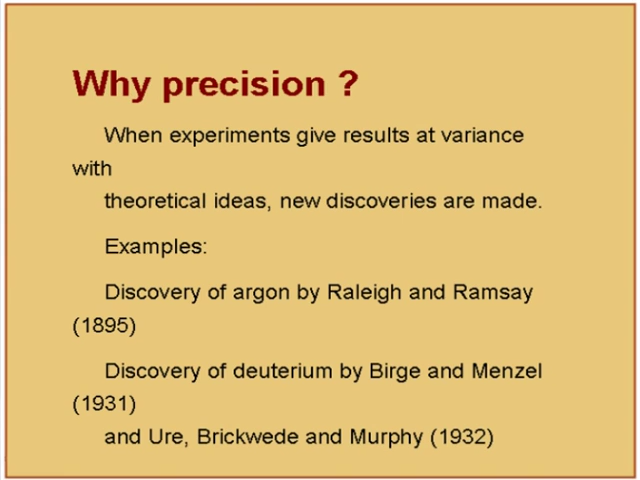 Why precision ?
When experiments give results at variance
with
theoretical ideas, new discoveries are made.
Examples:
Discovery of argon by Raleigh and Ramsay
(1895)
Discovery of deuterium by Birge and Menzel
(1931)
and Ure, Brickwede and Murphy (1932)